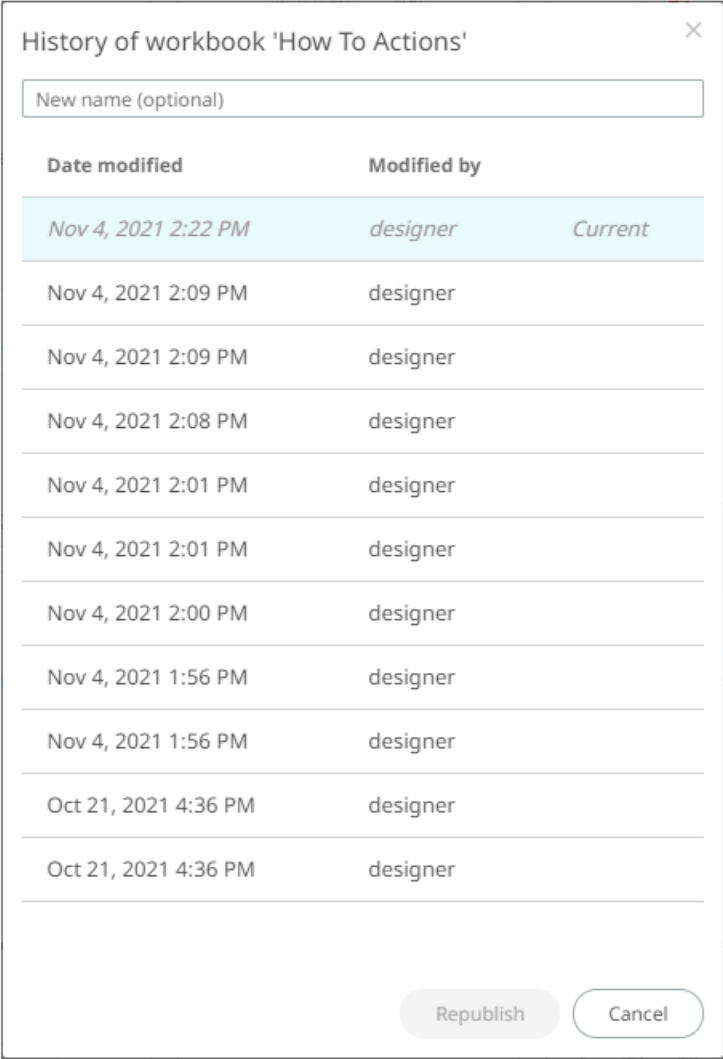 History of workbook 'How To Actions'
New name (optional)
Date modified Modified by
Nov 4, 2021 2:22 PM designer Current
Nov 4, 2021 2:09 PM designer
Nov 4, 2021 2:09 PM designer
Nov 4, 2021 2:08 PM designer
Nov 4, 2021 2:01 PM designer
Nov 4, 2021 2:01 PM designer
Nov 4, 2021 2:00 PM designer
Nov 4, 2021 1:56 PM designer
Nov 4, 2021 1:56 PM designer
Oct 21, 2021 4:36 PM designer
Oct 21, 2021 4:36 PM designer
Republish Cancel